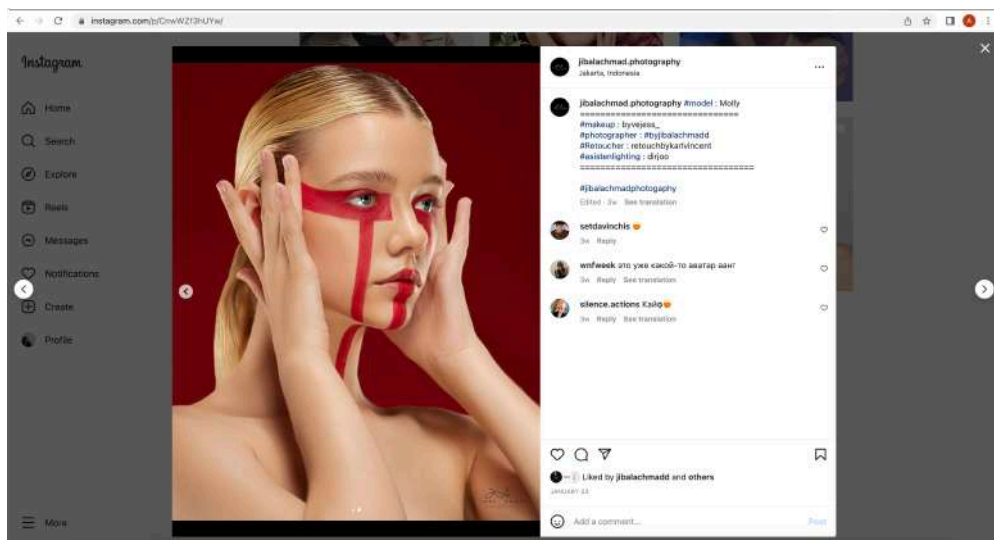 instagram.com/p/CnwWZf3hUYw/
Instagram
Home
Search
Explore
Reels
Messages
Notifications
Create
Profile
More
jibalachmad.photography
Jakarta, Indonesia
jibalachmad.photography #model : Molly
===============================
#makeup : byvejess_
#photographer : #byjibalachmadd
#Retoucher : retouchbykarlvincent
#asistenlighting : dirjoo
==================================
#jibalachmadphotogaphy
Edited · 3w See translation
setdavinchis 😍
3w Reply
wnfweek это уже какой-то аватар аанг
3w Reply See translation
silence.actions Кайф😍
3w Reply See translation
Liked by jibalachmadd and others
JANUARY 23
Add a comment...
Post